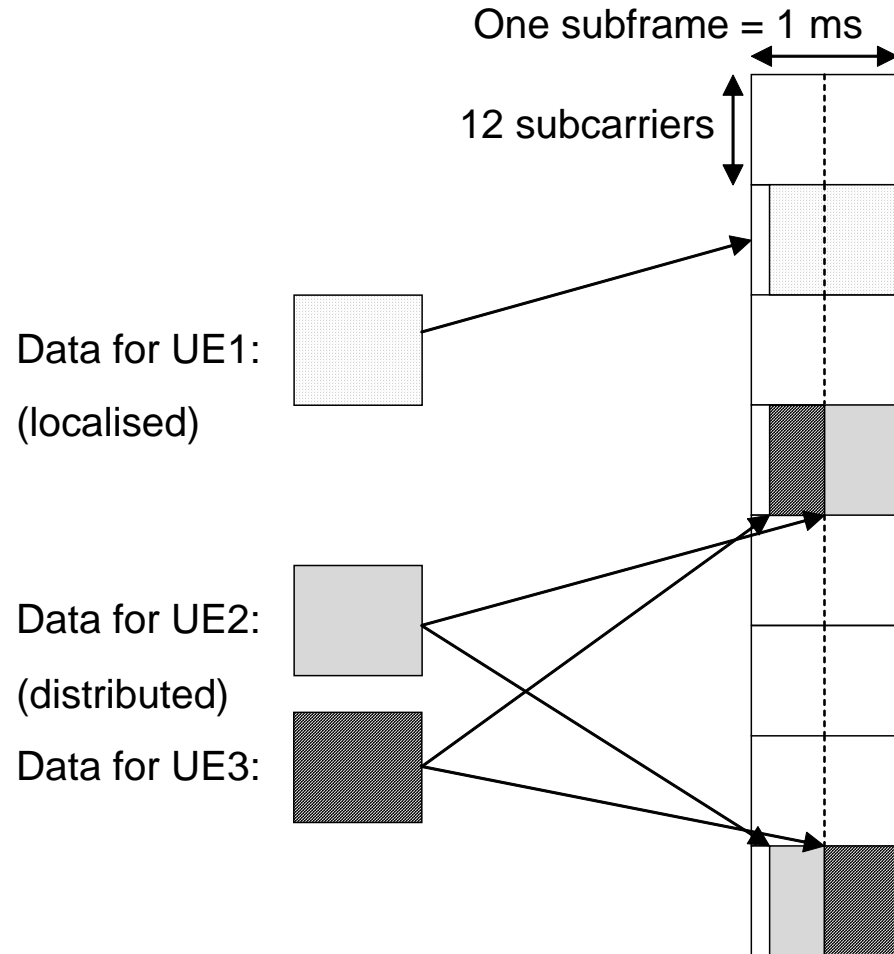 One subframe = 1 ms
12 subcarriers
Data for UE1:
(localised)
Data for UE2:
(distributed)
Data for UE3: